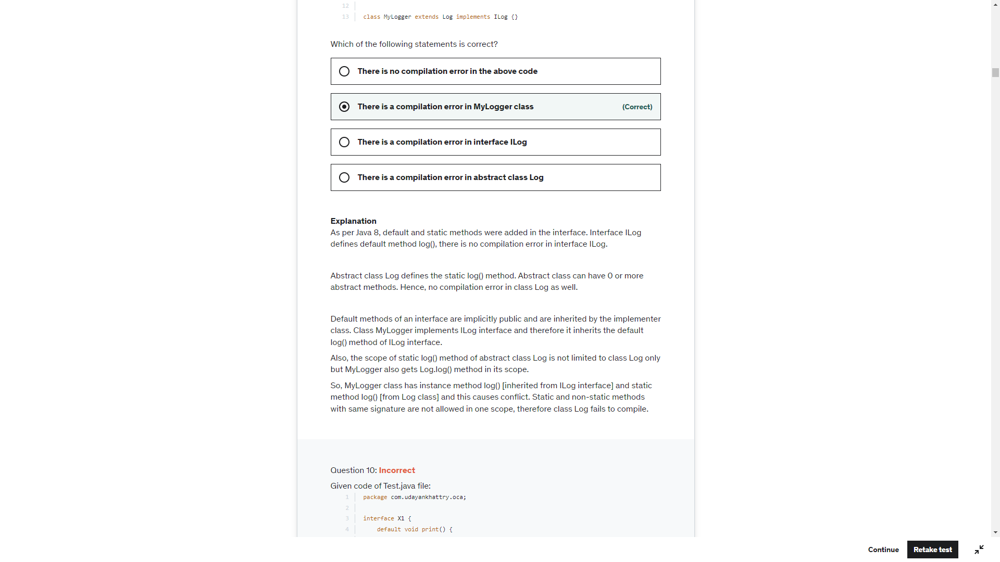 12
13 class MyLogger extends Log implements ILog {}
Which of the following statements is correct?
There is no compilation error in the above code
There is a compilation error in MyLogger class (Correct)
There is a compilation error in interface ILog
There is a compilation error in abstract class Log
Explanation
As per Java 8, default and static methods were added in the interface. Interface ILog
defines default method log(), there is no compilation error in interface ILog.
Abstract class Log defines the static log() method. Abstract class can have 0 or more
abstract methods. Hence, no compilation error in class Log as well.
Default methods of an interface are implicitly public and are inherited by the implementer
class. Class MyLogger implements ILog interface and therefore it inherits the default
log() method of ILog interface.
Also, the scope of static log() method of abstract class Log is not limited to class Log only
but MyLogger also gets Log.log() method in its scope.
So, MyLogger class has instance method log() [inherited from ILog interface] and static
method log() [from Log class] and this causes conflict. Static and non-static methods
with same signature are not allowed in one scope, therefore class Log fails to compile.
Question 10: Incorrect
Given code of Test.java file:
1 package com.udayankhattry.oca;
2
3 interface X1 {
4 default void print() {
Continue Retake test